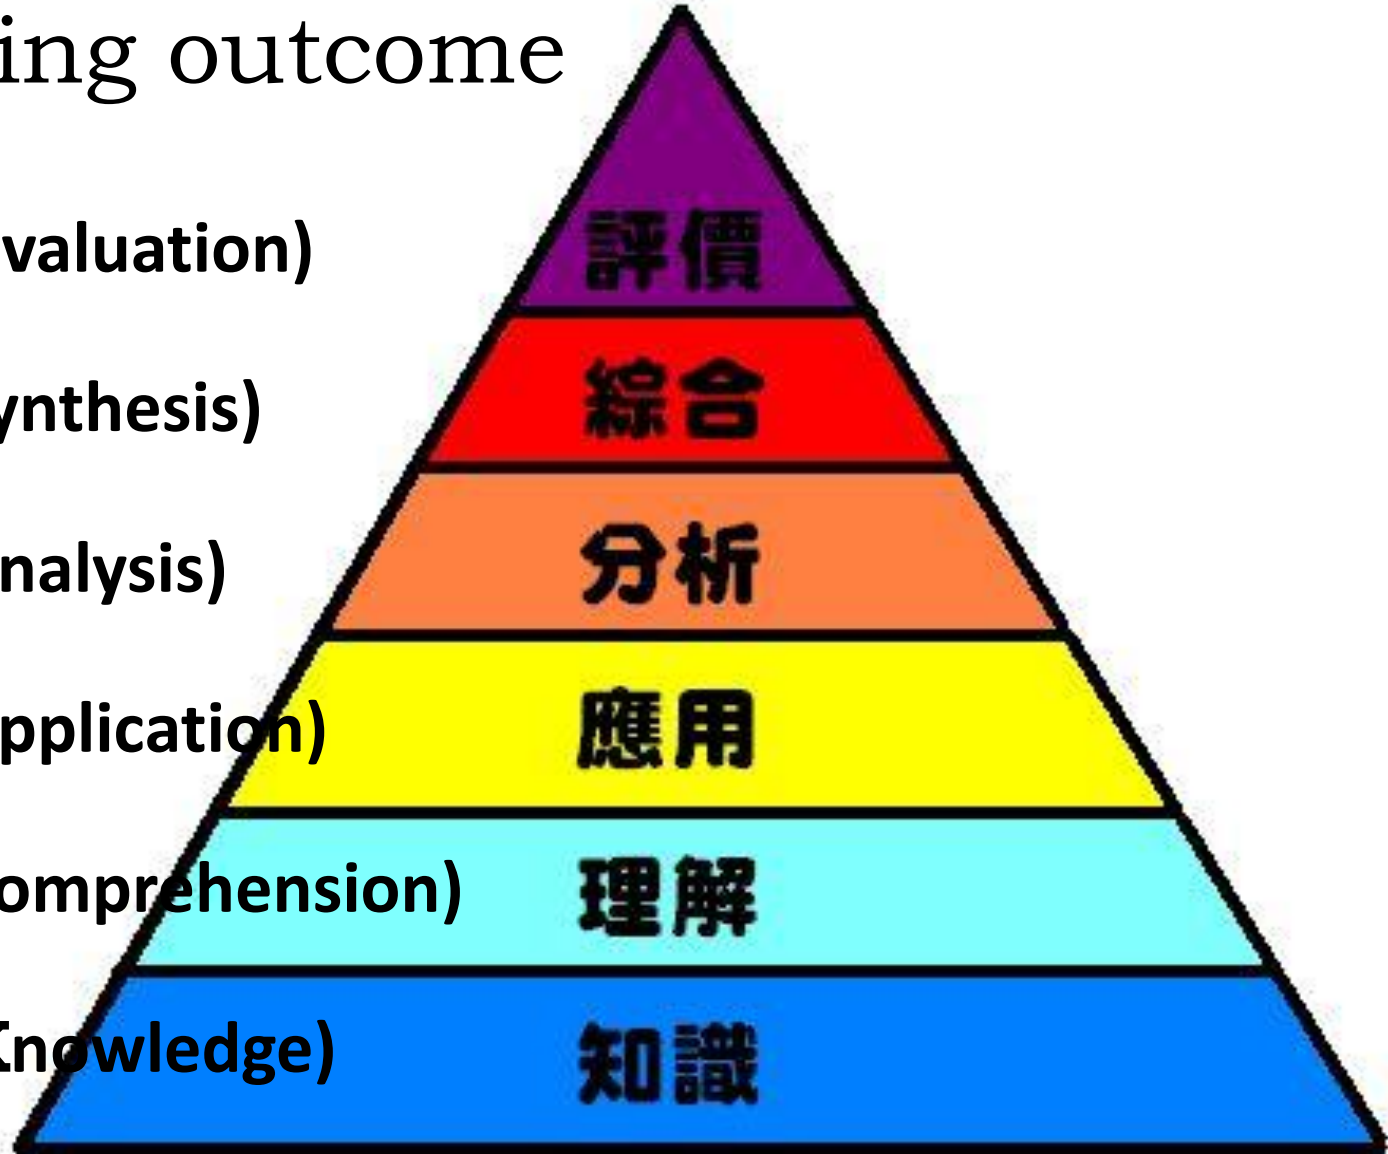 ing outcome
valuation) 評價
ynthesis) 綜合
nalysis) 分析
pplication) 應用
omprehension) 理解
Knowledge) 知識